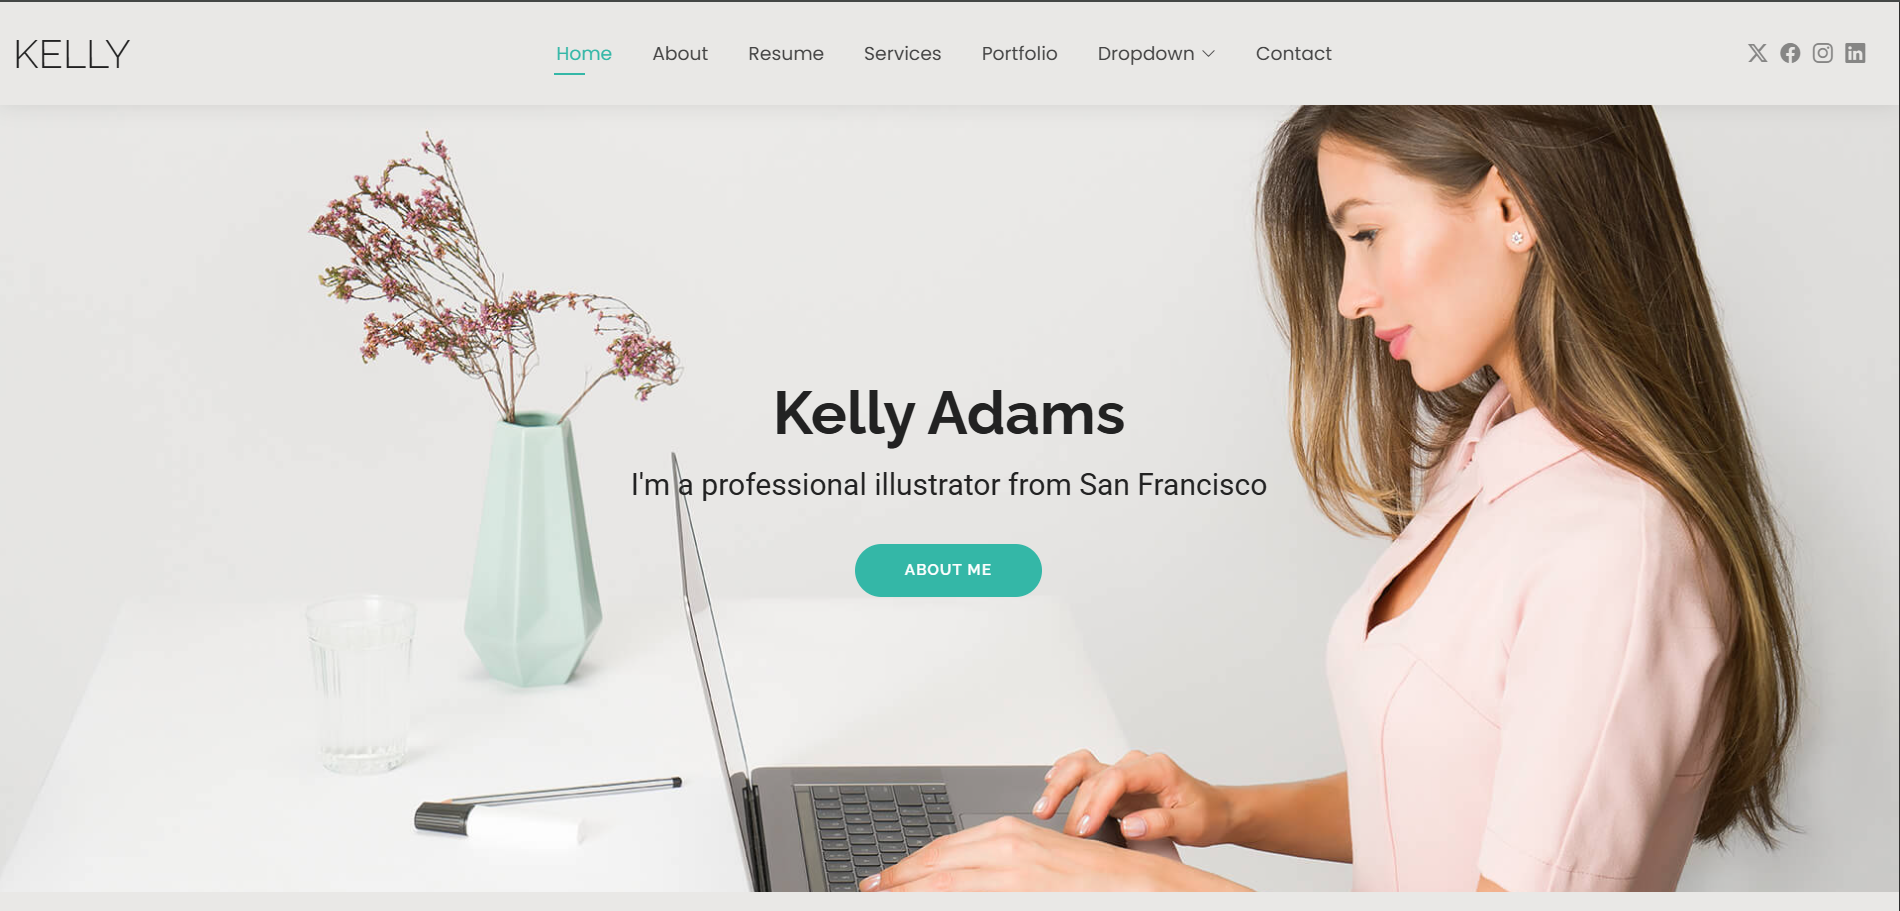 KELLY
Home About Resume Services Portfolio Dropdown Contact
Kelly Adams
I'm a professional illustrator from San Francisco
ABOUT ME